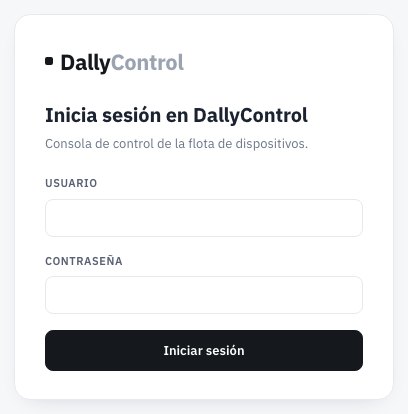 DallyControl
Inicia sesión en DallyControl
Consola de control de la flota de dispositivos.
USUARIO
CONTRASEÑA
Iniciar sesión